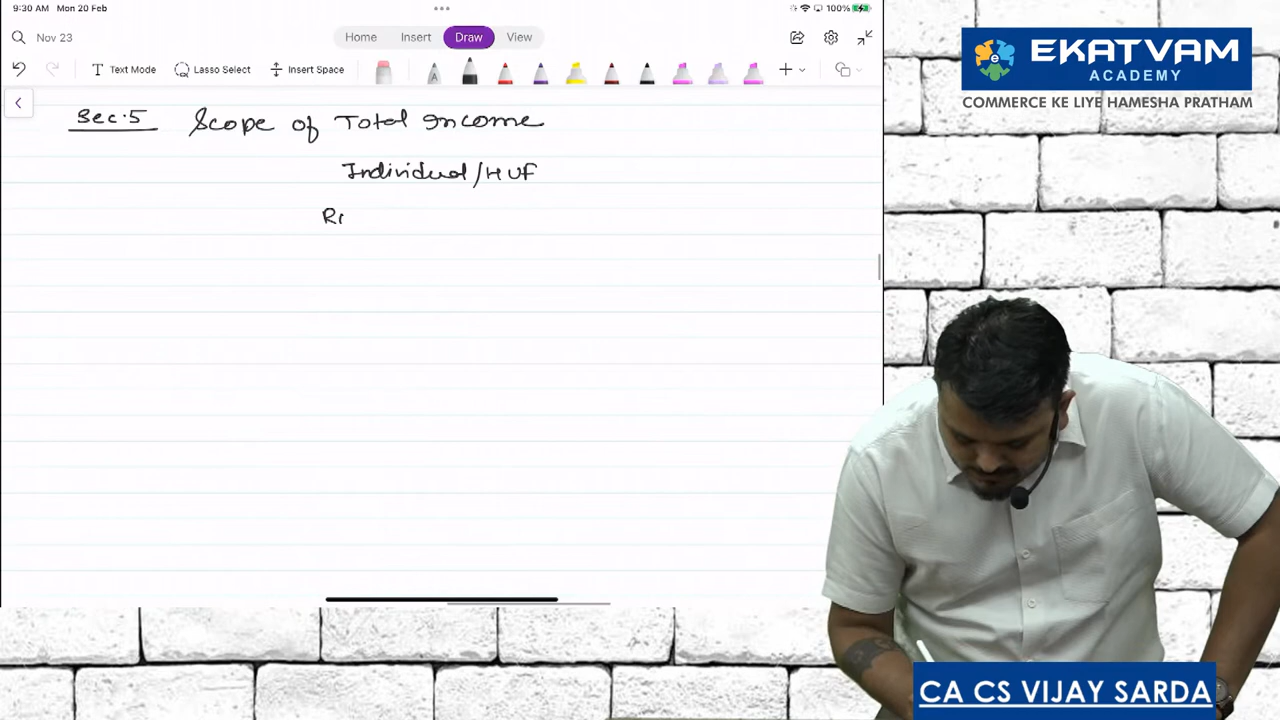 9:30 AM Mon 20 Feb
100%
Nov 23
Home Insert Draw View
Text Mode Lasso Select Insert Space
Sec.5 Scope of Total Income
Individual/HUF
EKATVAM
ACADEMY
COMMERCE KE LIYE HAMESHA PRATHAM
CA CS VIJAY SARDA